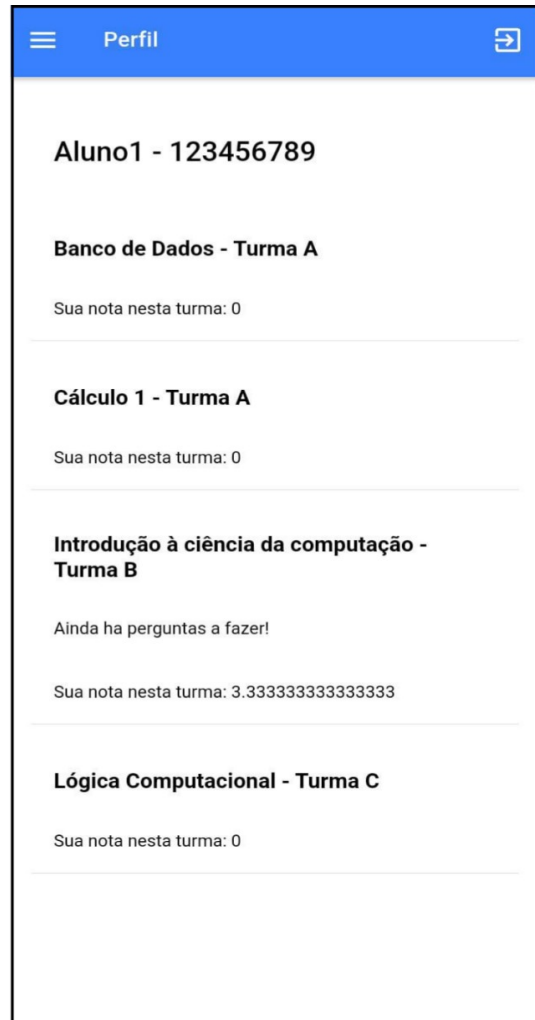 Perfil
Aluno1 - 123456789
Banco de Dados - Turma A
Sua nota nesta turma: 0
Cálculo 1 - Turma A
Sua nota nesta turma: 0
Introdução à ciência da computação -
Turma B
Ainda ha perguntas a fazer!
Sua nota nesta turma: 3.333333333333333
Lógica Computacional - Turma C
Sua nota nesta turma: 0